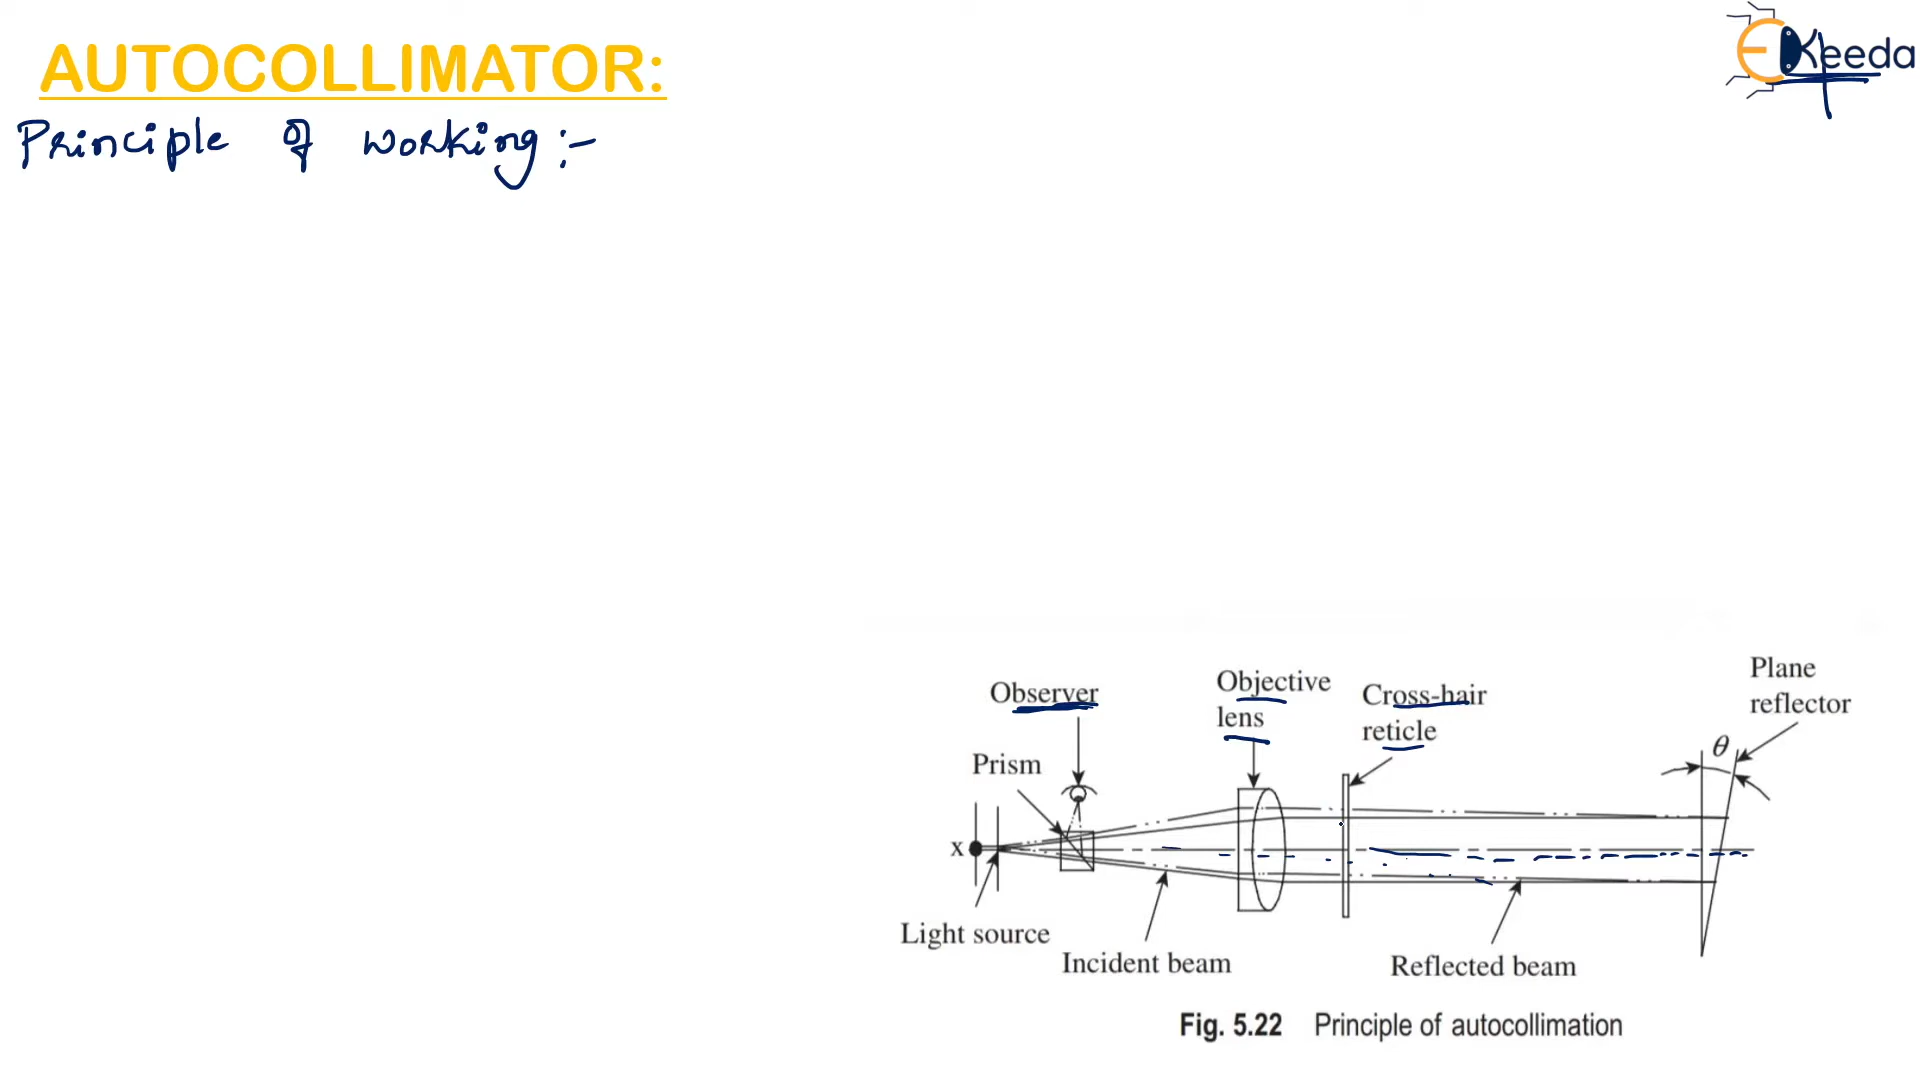 AUTOCOLLIMATOR:
EKeeda
Principle of working :-
Observer
Objective
lens
Cross-hair
reticle
Plane
reflector
θ
Prism
x
Light source
Incident beam
Reflected beam
Fig. 5.22 Principle of autocollimation